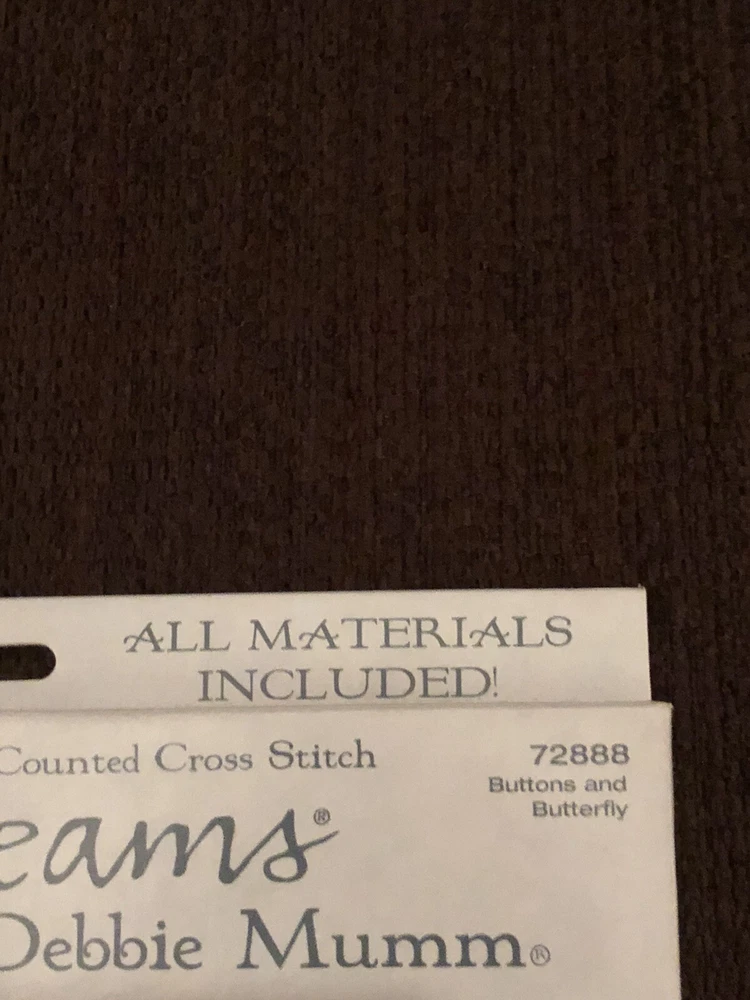 ALL MATERIALS
INCLUDED!
Counted Cross Stitch
72888
Buttons and
Butterfly
eams®
Debbie Mumm®